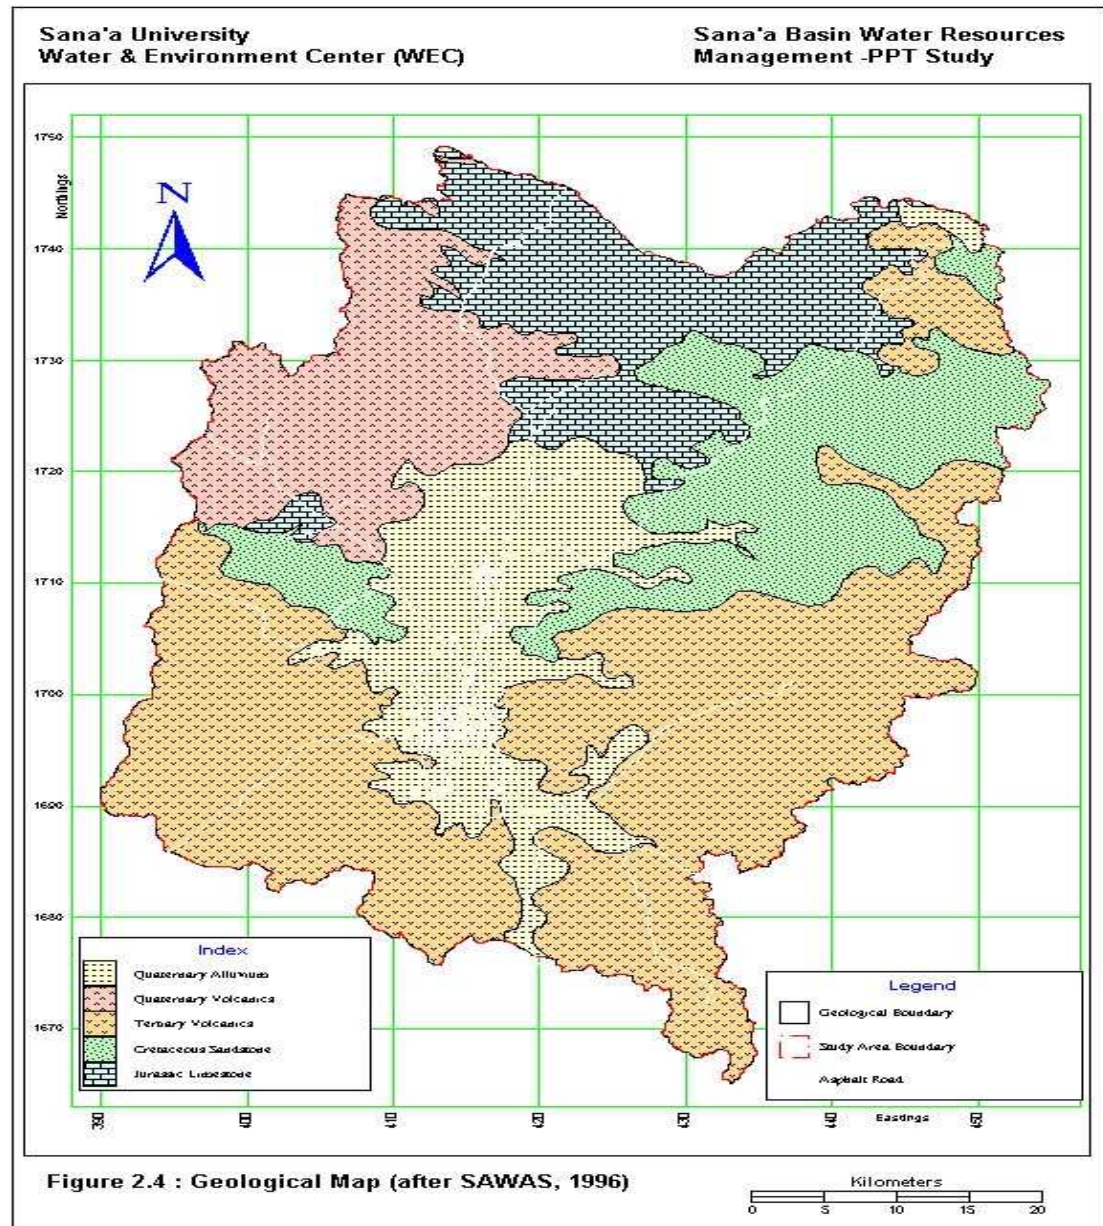 Sana'a University
Water & Environment Center (WEC)
Sana'a Basin Water Resources
Management -PPT Study
1750
Northings
N
1740
1730
1720
1710
1700
1690
1680
1670
Index
Quaternary Alluvium
Quaternary Volcanics
Ternary Volcanics
Cretaceous Sandstone
Jurassic Limestone
Legend
Geological Boundary
Study Area Boundary
Asphalt Road
390
400
410
420
430
440
450
Eastings
Figure 2.4 : Geological Map (after SAWAS, 1996)
Kilometers
0 5 10 15 20